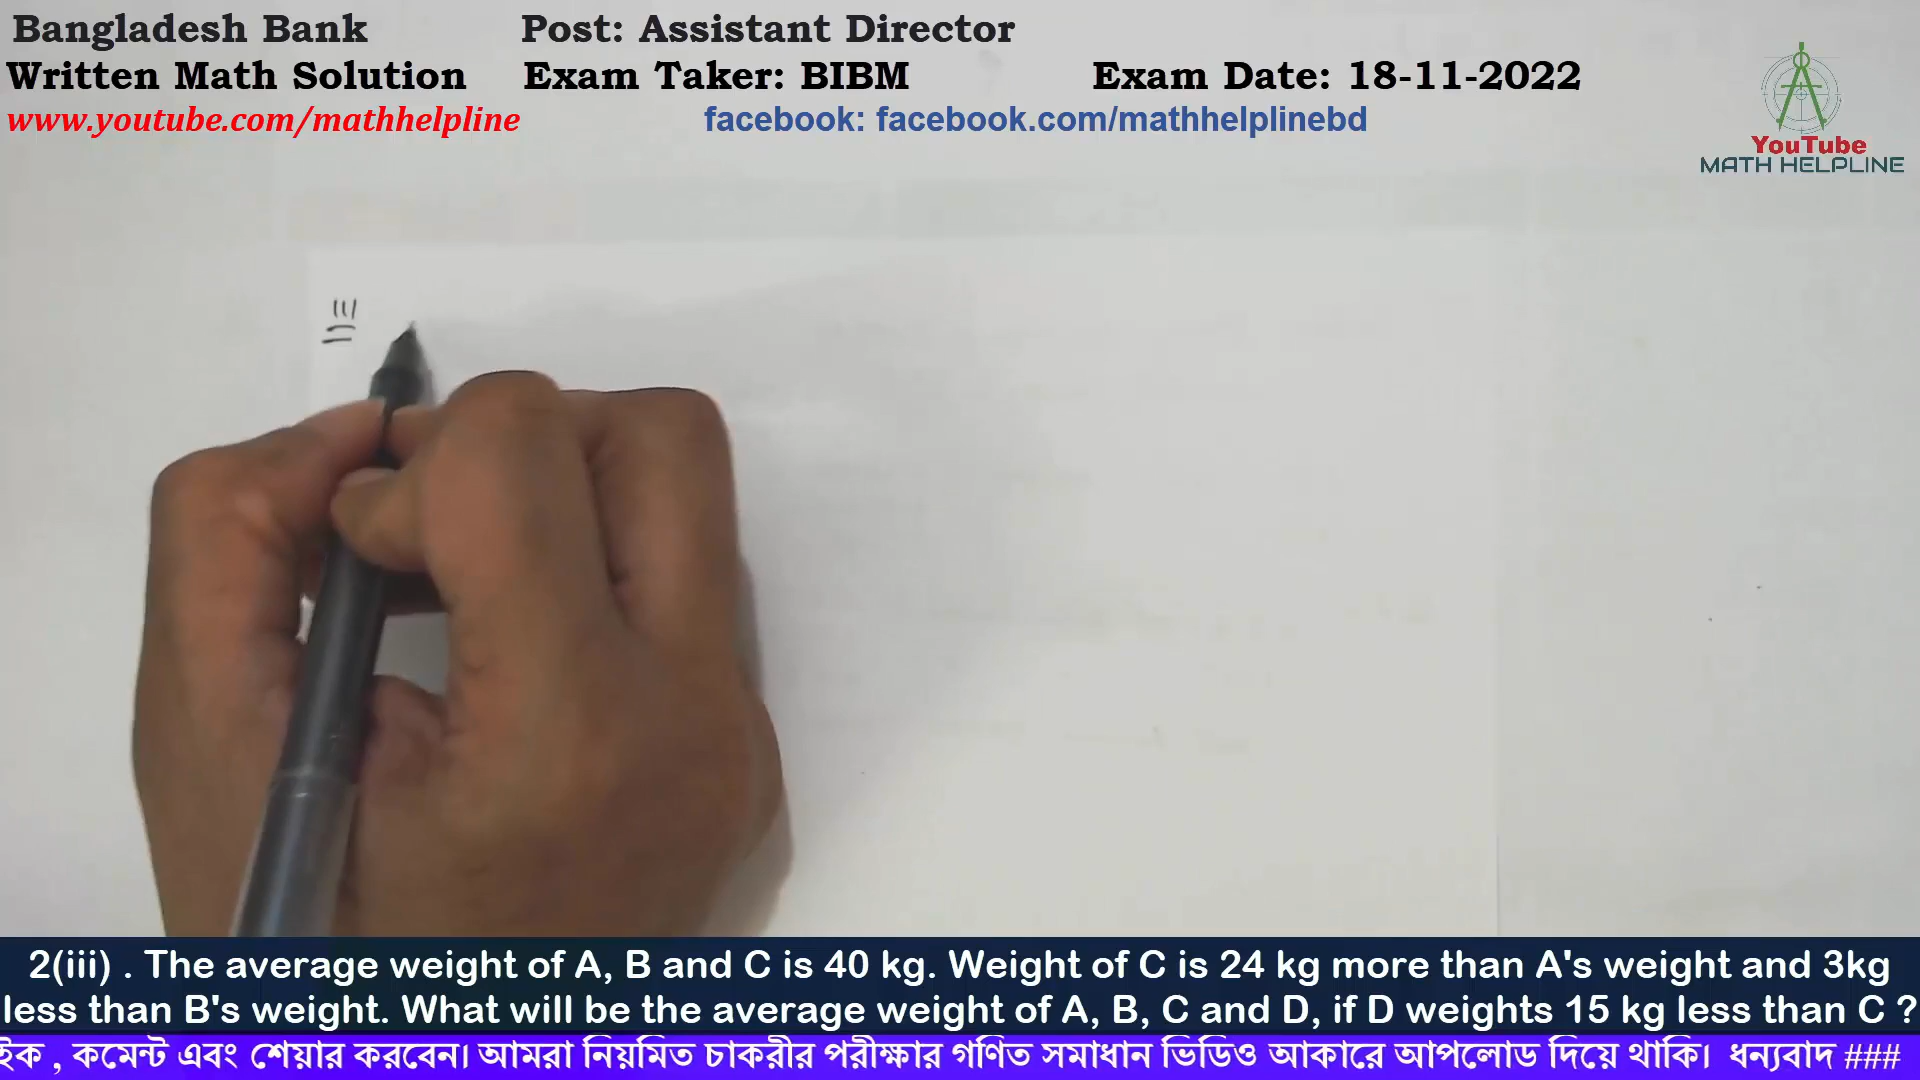 Bangladesh Bank Post: Assistant Director
Written Math Solution Exam Taker: BIBM Exam Date: 18-11-2022
www.youtube.com/mathhelpline facebook: facebook.com/mathhelplinebd
YouTube
MATH HELPLINE
iii
2(iii) . The average weight of A, B and C is 40 kg. Weight of C is 24 kg more than A's weight and 3kg
less than B's weight. What will be the average weight of A, B, C and D, if D weights 15 kg less than C ?
ইক , কমেন্ট এবং শেয়ার করবেন। আমরা নিয়মিত চাকরীর পরীক্ষার গণিত সমাধান ভিডিও আকারে আপলোড দিয়ে থাকি। ধন্যবাদ ###